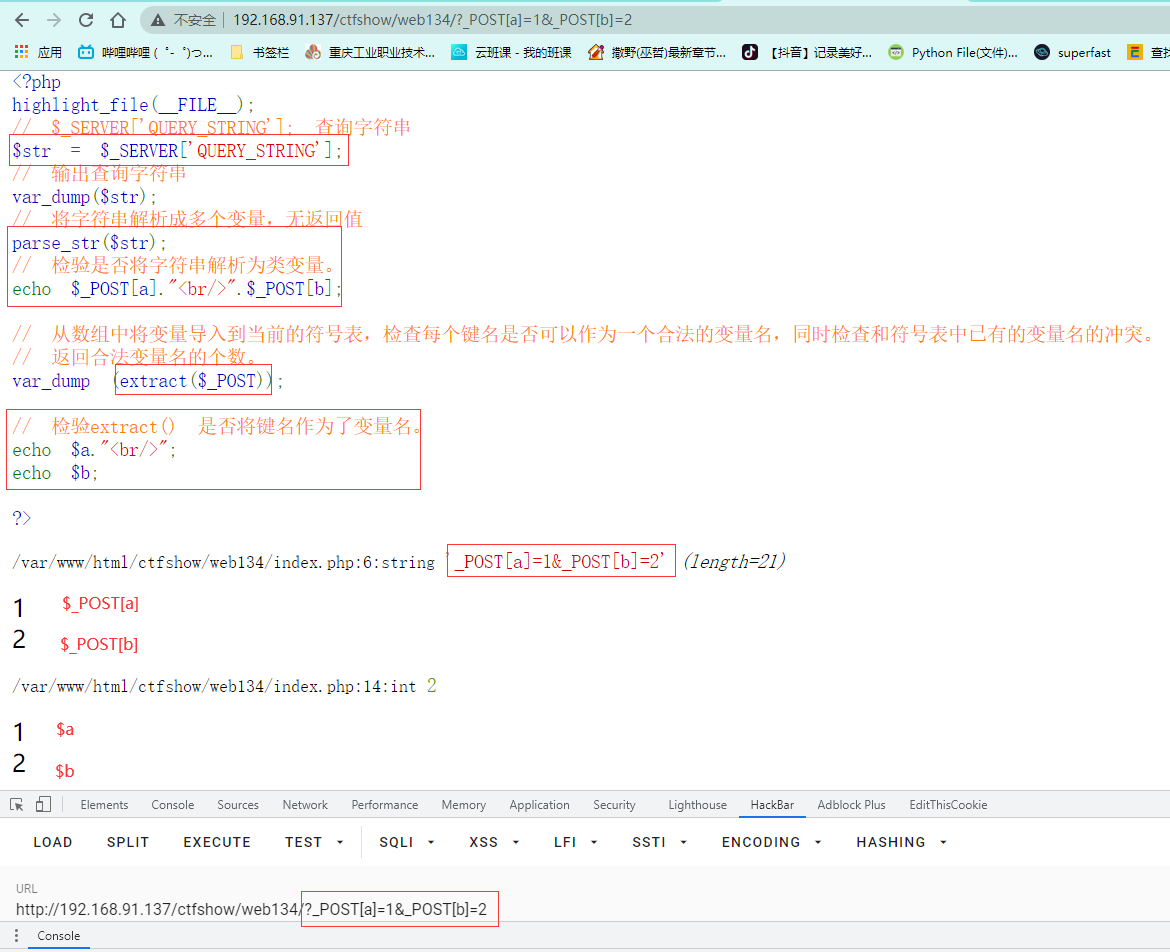 不安全 | 192.168.91.137/ctfshow/web134/?_POST[a]=1&_POST[b]=2
应用 哔哩哔哩 ( ゜- ゜)つ... 书签栏 重庆工业职业技术... 云班课 - 我的班课 撒野(巫哲)最新章节... 【抖音】记录美好... Python File(文件)... superfast E 查找
<?php
highlight_file(__FILE__);
// $_SERVER['QUERY_STRING']; 查询字符串
$str = $_SERVER['QUERY_STRING'];
// 输出查询字符串
var_dump($str);
// 将字符串解析成多个变量，无返回值
parse_str($str);
// 检验是否将字符串解析为类变量。
echo $_POST[a]."<br/>".$_POST[b];
// 从数组中将变量导入到当前的符号表，检查每个键名是否可以作为一个合法的变量名，同时检查和符号表中已有的变量名的冲突。
// 返回合法变量名的个数。
var_dump (extract($_POST));
// 检验extract() 是否将键名作为了变量名。
echo $a."<br/>";
echo $b;
?>
/var/www/html/ctfshow/web134/index.php:6:string '_POST[a]=1&_POST[b]=2' (length=21)
1 $_POST[a]
2 $_POST[b]
/var/www/html/ctfshow/web134/index.php:14:int 2
1 $a
2 $b
Elements Console Sources Network Performance Memory Application Security Lighthouse HackBar Adblock Plus EditThisCookie
LOAD SPLIT EXECUTE TEST SQLI XSS LFI SSTI ENCODING HASHING
URL
http://192.168.91.137/ctfshow/web134/?_POST[a]=1&_POST[b]=2
Console